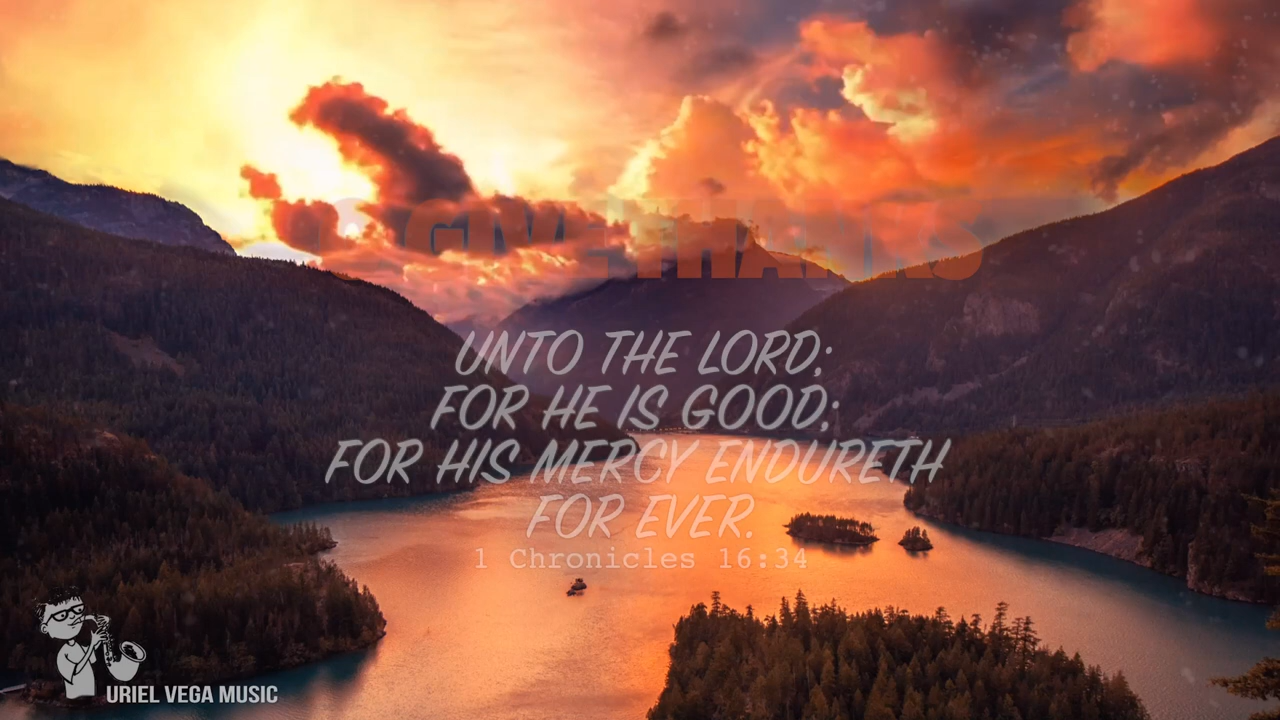 O GIVE THANKS
UNTO THE LORD;
FOR HE IS GOOD;
FOR HIS MERCY ENDURETH
FOR EVER.
1 Chronicles 16:34
URIEL VEGA MUSIC